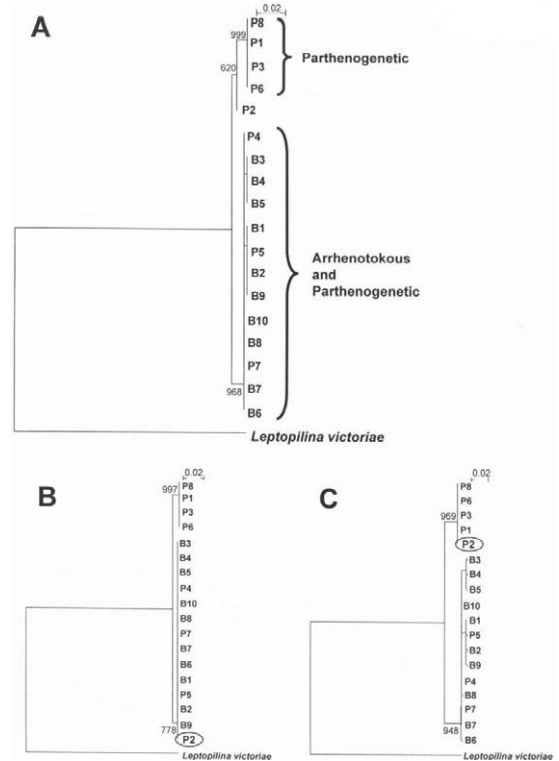 A
0.02
P8
999
P1
Parthenogenetic
P3
620
P6
P2
P4
B3
B4
B5
B1
P5
Arrhenotokous
and
Parthenogenetic
B2
B9
B10
B8
P7
B7
968
B6
Leptopilina victoriae
B
0.02
997
P8
P1
P3
P6
B3
B4
B5
P4
B10
B8
P7
B7
B6
B1
P5
B2
B9
778
P2
Leptopilina victoriae
C
0.02
P8
P6
P3
969
P1
P2
B3
B4
B5
B10
B1
P5
B2
B9
P4
B8
P7
B7
948
B6
Leptopilina victoriae